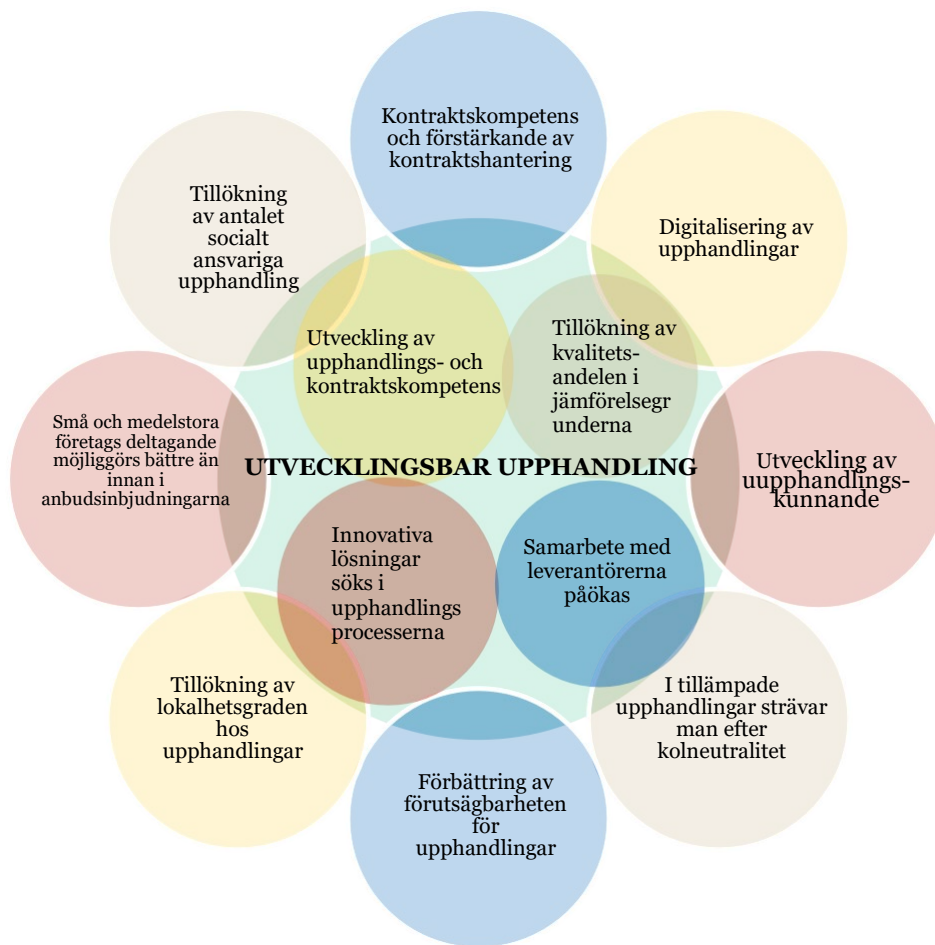 Kontraktskompetens
och förstärkande av
kontraktshantering
Tillökning
av antalet
socialt
ansvariga
upphandling
Digitalisering av
upphandlingar
Utveckling av
upphandlings- och
kontraktskompetens
Tillökning av
kvalitets-
andelen i
jämförelsegr
underna
Små och medelstora
företags deltagande
möjliggörs bättre än
innan i
anbudsinbjudningarna
UTVECKLINGSBAR UPPHANDLING
Utveckling av
uupphandlings-
kunnande
Innovativa
lösningar
söks i
upphandlings
processerna
Samarbete med
leverantörerna
påökas
Tillökning av
lokalhetsgraden
hos
upphandlingar
I tillämpade
upphandlingar strävar
man efter
kolneutralitet
Förbättring av
förutsägbarheten
för
upphandlingar